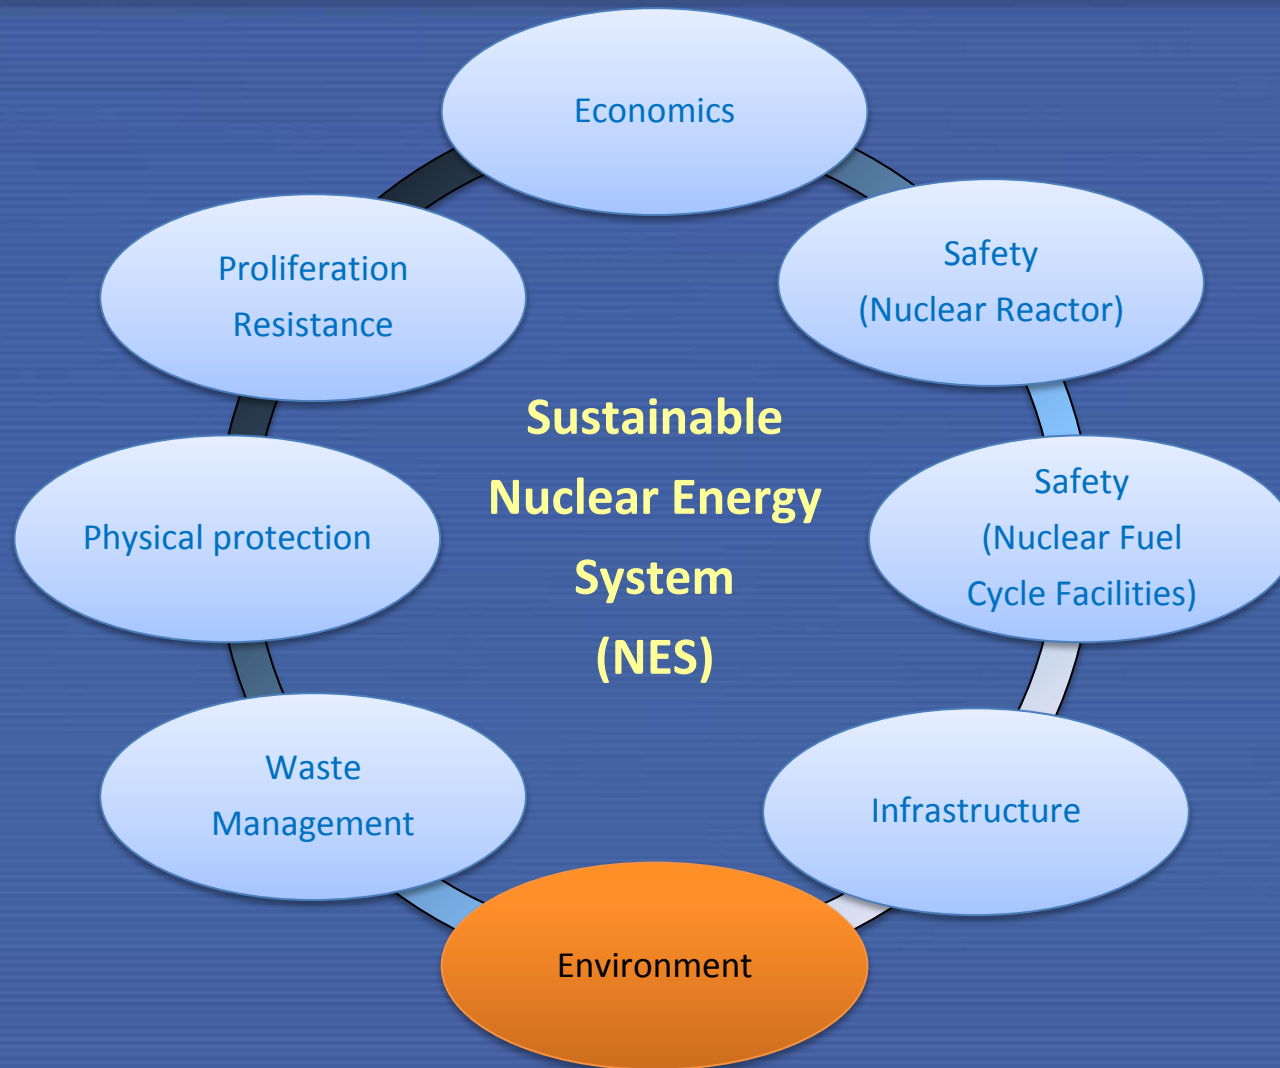 Economics
Safety
(Nuclear Reactor)
Safety
(Nuclear Fuel
Cycle Facilities)
Infrastructure
Environment
Waste
Management
Physical protection
Proliferation
Resistance
Sustainable
Nuclear Energy
System
(NES)